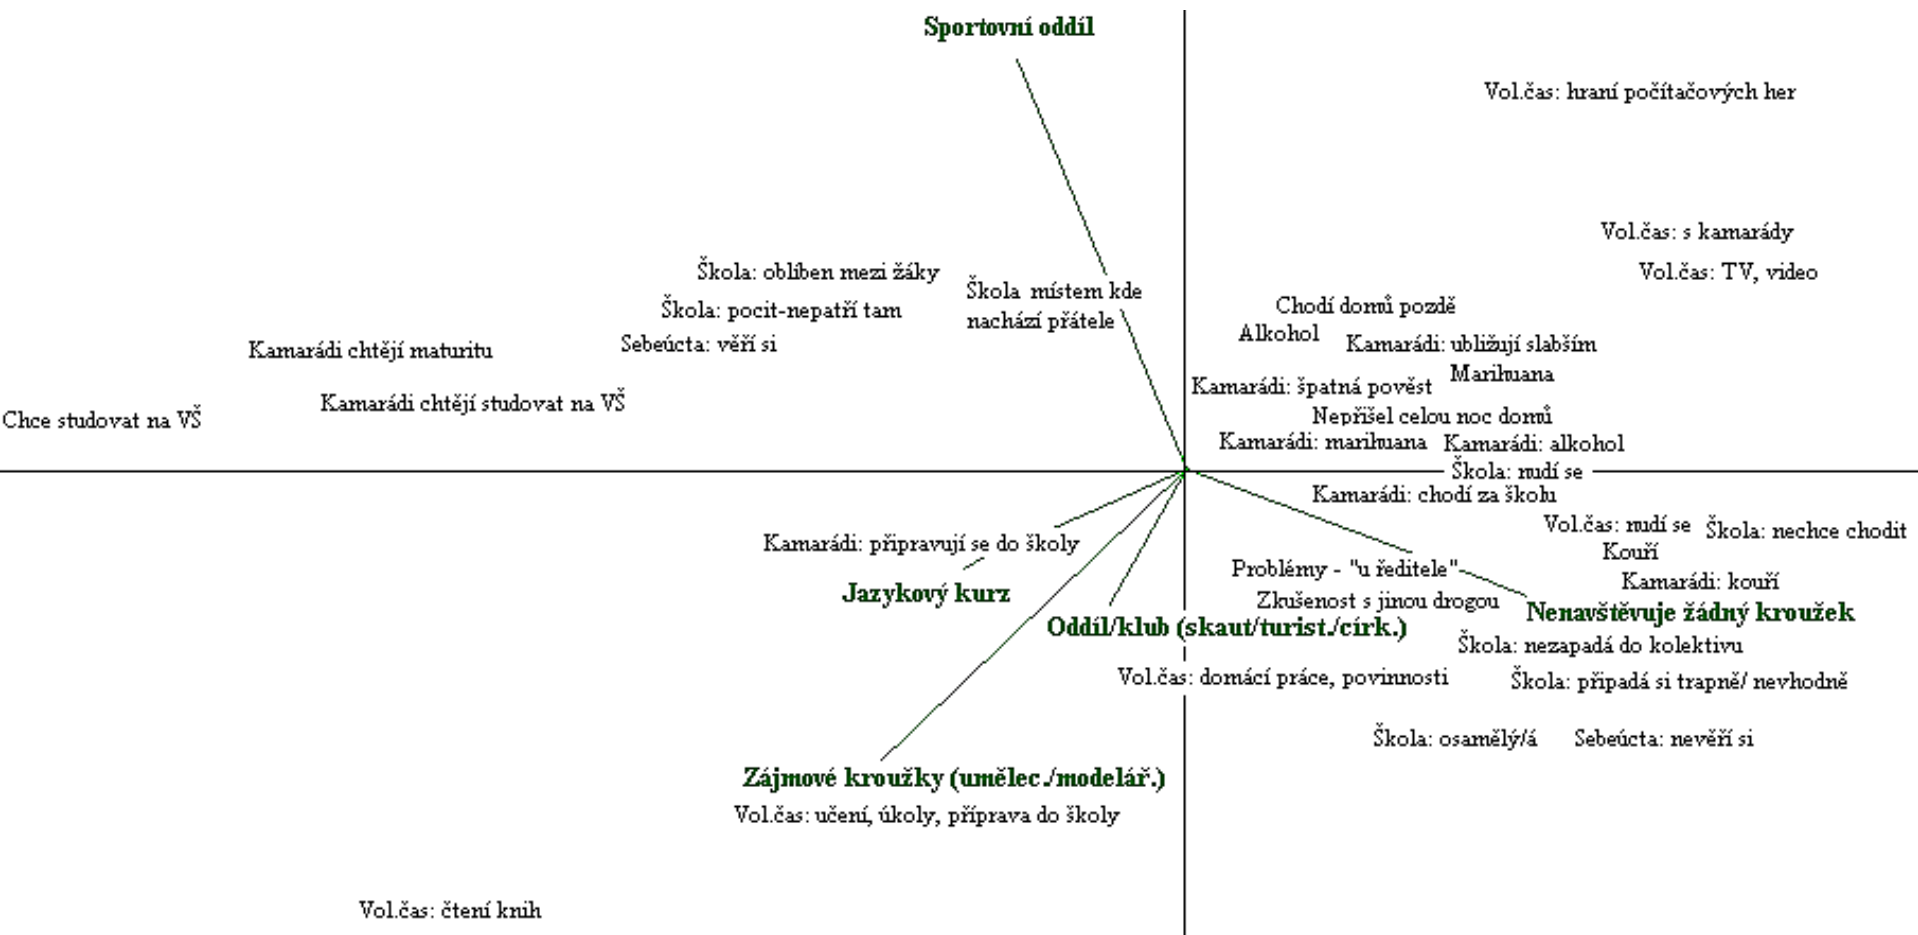 Sportovní oddíl
Vol.čas: hraní počítačových her
Vol.čas: s kamarády
Škola: oblíben mezi žáky
Vol.čas: TV, video
Škola místem kde
nachází přátele
Chodí domů pozdě
Škola: pocit-nepatří tam
Alkohol
Sebeúcta: věří si
Kamarádi: ubližují slabším
Kamarádi chtějí maturitu
Marihuana
Kamarádi: špatná pověst
Kamarádi chtějí studovat na VŠ
Nepřišel celou noc domů
Chce studovat na VŠ
Kamarádi: marihuana
Kamarádi: alkohol
Škola: nudí se
Kamarádi: chodí za školu
Vol.čas: nudí se
Škola: nechce chodit
Kamarádi: připravují se do školy
Kouří
Problémy - "u ředitele"
Kamarádi: kouří
Jazykový kurz
Zkušenost s jinou drogou
Nenavštěvuje žádný kroužek
Oddíl/klub (skaut/turist./círk.)
Škola: nezapadá do kolektivu
Vol.čas: domácí práce, povinnosti
Škola: připadá si trapně/ nevhodně
Škola: osamělý/á
Sebeúcta: nevěří si
Zájmové kroužky (umělec./modelář.)
Vol.čas: učení, úkoly, příprava do školy
Vol.čas: čtení knih